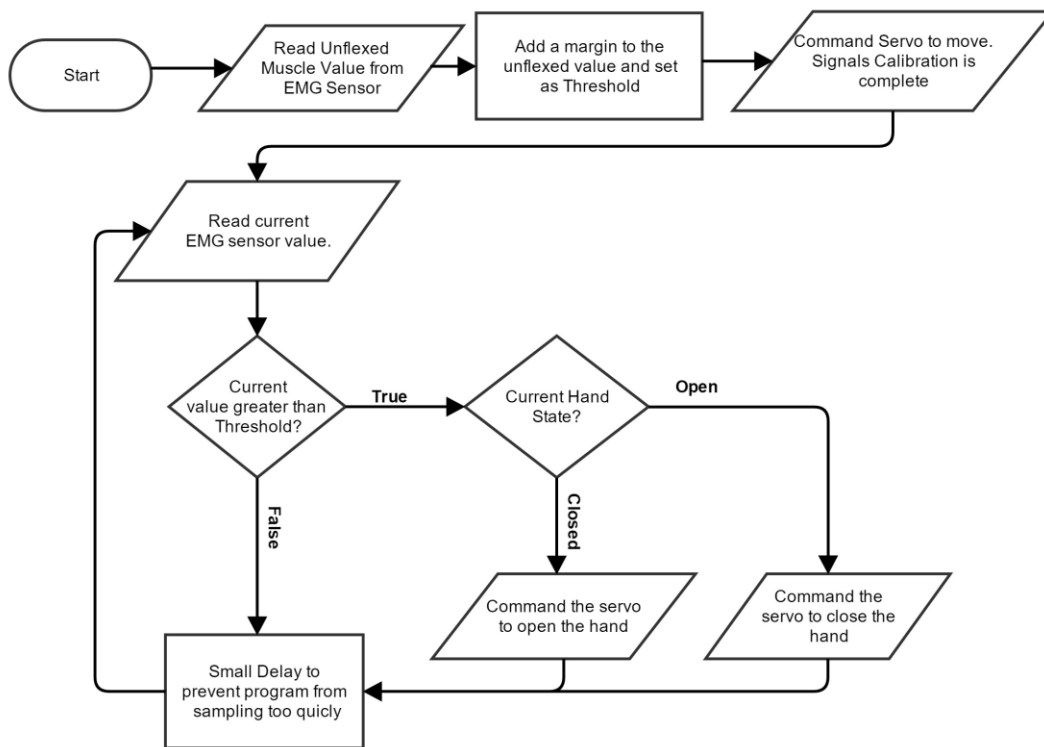 Start
Read Unflexed
Muscle Value from
EMG Sensor
Add a margin to the
unflexed value and set
as Threshold
Command Servo to move.
Signals Calibration is
complete
Read current
EMG sensor value.
Current
value greater than
Threshold?
True
Current Hand
State?
Open
False
Closed
Command the servo
to open the hand
Command the
servo to close the
hand
Small Delay to
prevent program from
sampling too quicly